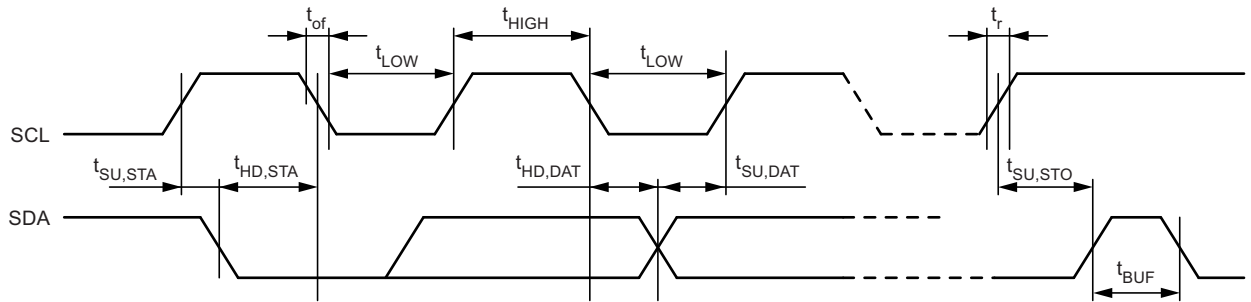 t_of
t_HIGH
t_r
t_LOW
t_LOW
SCL
t_SU,STA
t_HD,STA
t_HD,DAT
t_SU,DAT
t_SU,STO
SDA
t_BUF